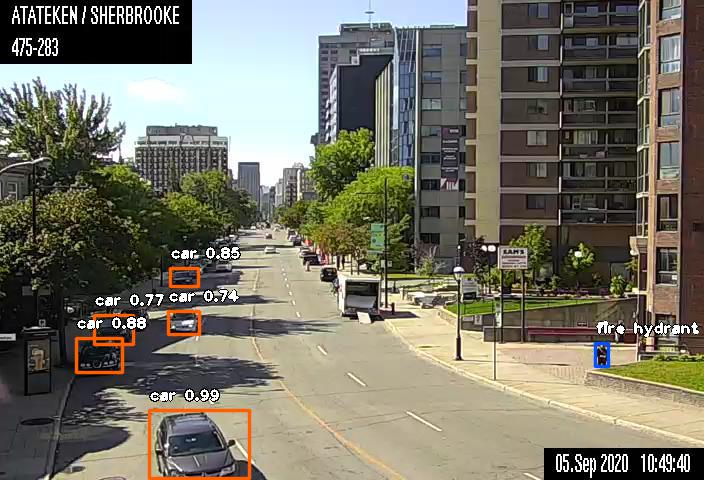 ATATEKEN / SHERBROOKE
475-283
car 0.85
car 0.77
car 0.74
car 0.88
fire hydrant
car 0.99
05.Sep 2020 10:49:40